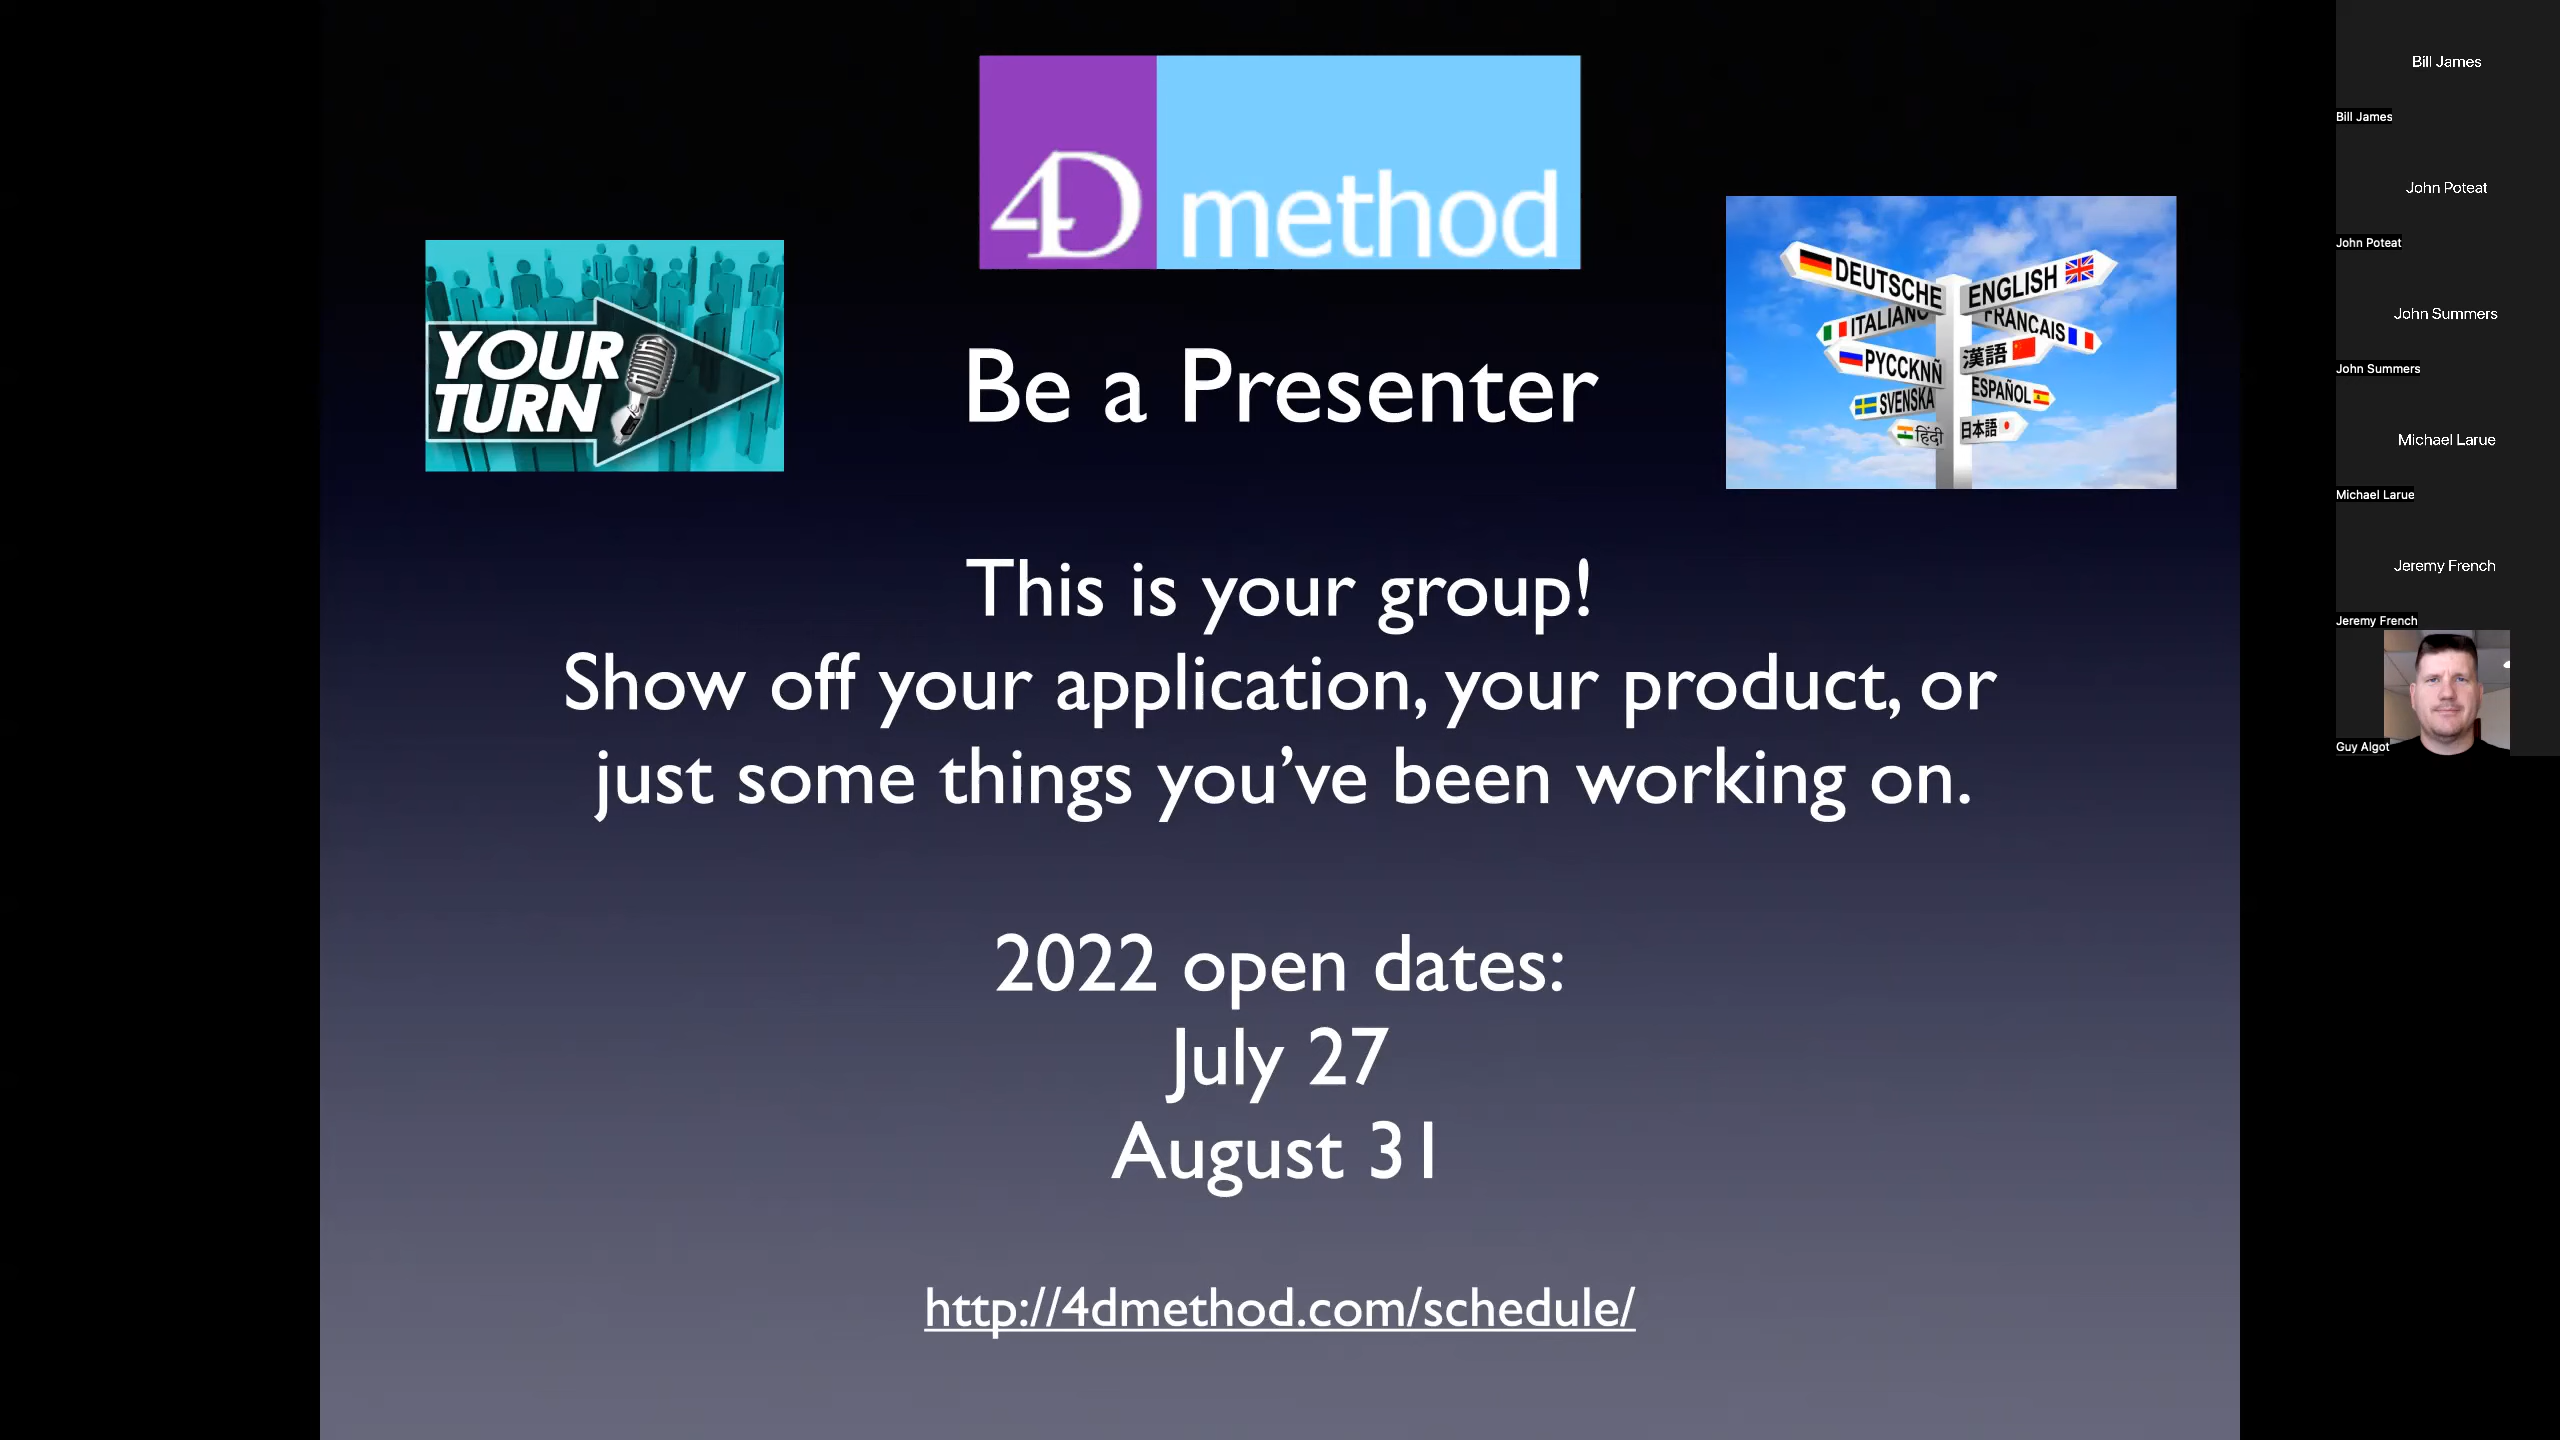 4D method
YOUR
TURN
Be a Presenter
DEUTSCHE
ENGLISH
ITALIANO
FRANCAIS
РУССКNÑ
漢語
ESPAÑOL
SVENSKA
हिंदी
日本語
This is your group!
Show off your application, your product, or
just some things you’ve been working on.
2022 open dates:
July 27
August 31
http://4dmethod.com/schedule/
Bill James
Bill James
John Poteat
John Poteat
John Summers
John Summers
Michael Larue
Michael Larue
Jeremy French
Jeremy French
Guy Algot